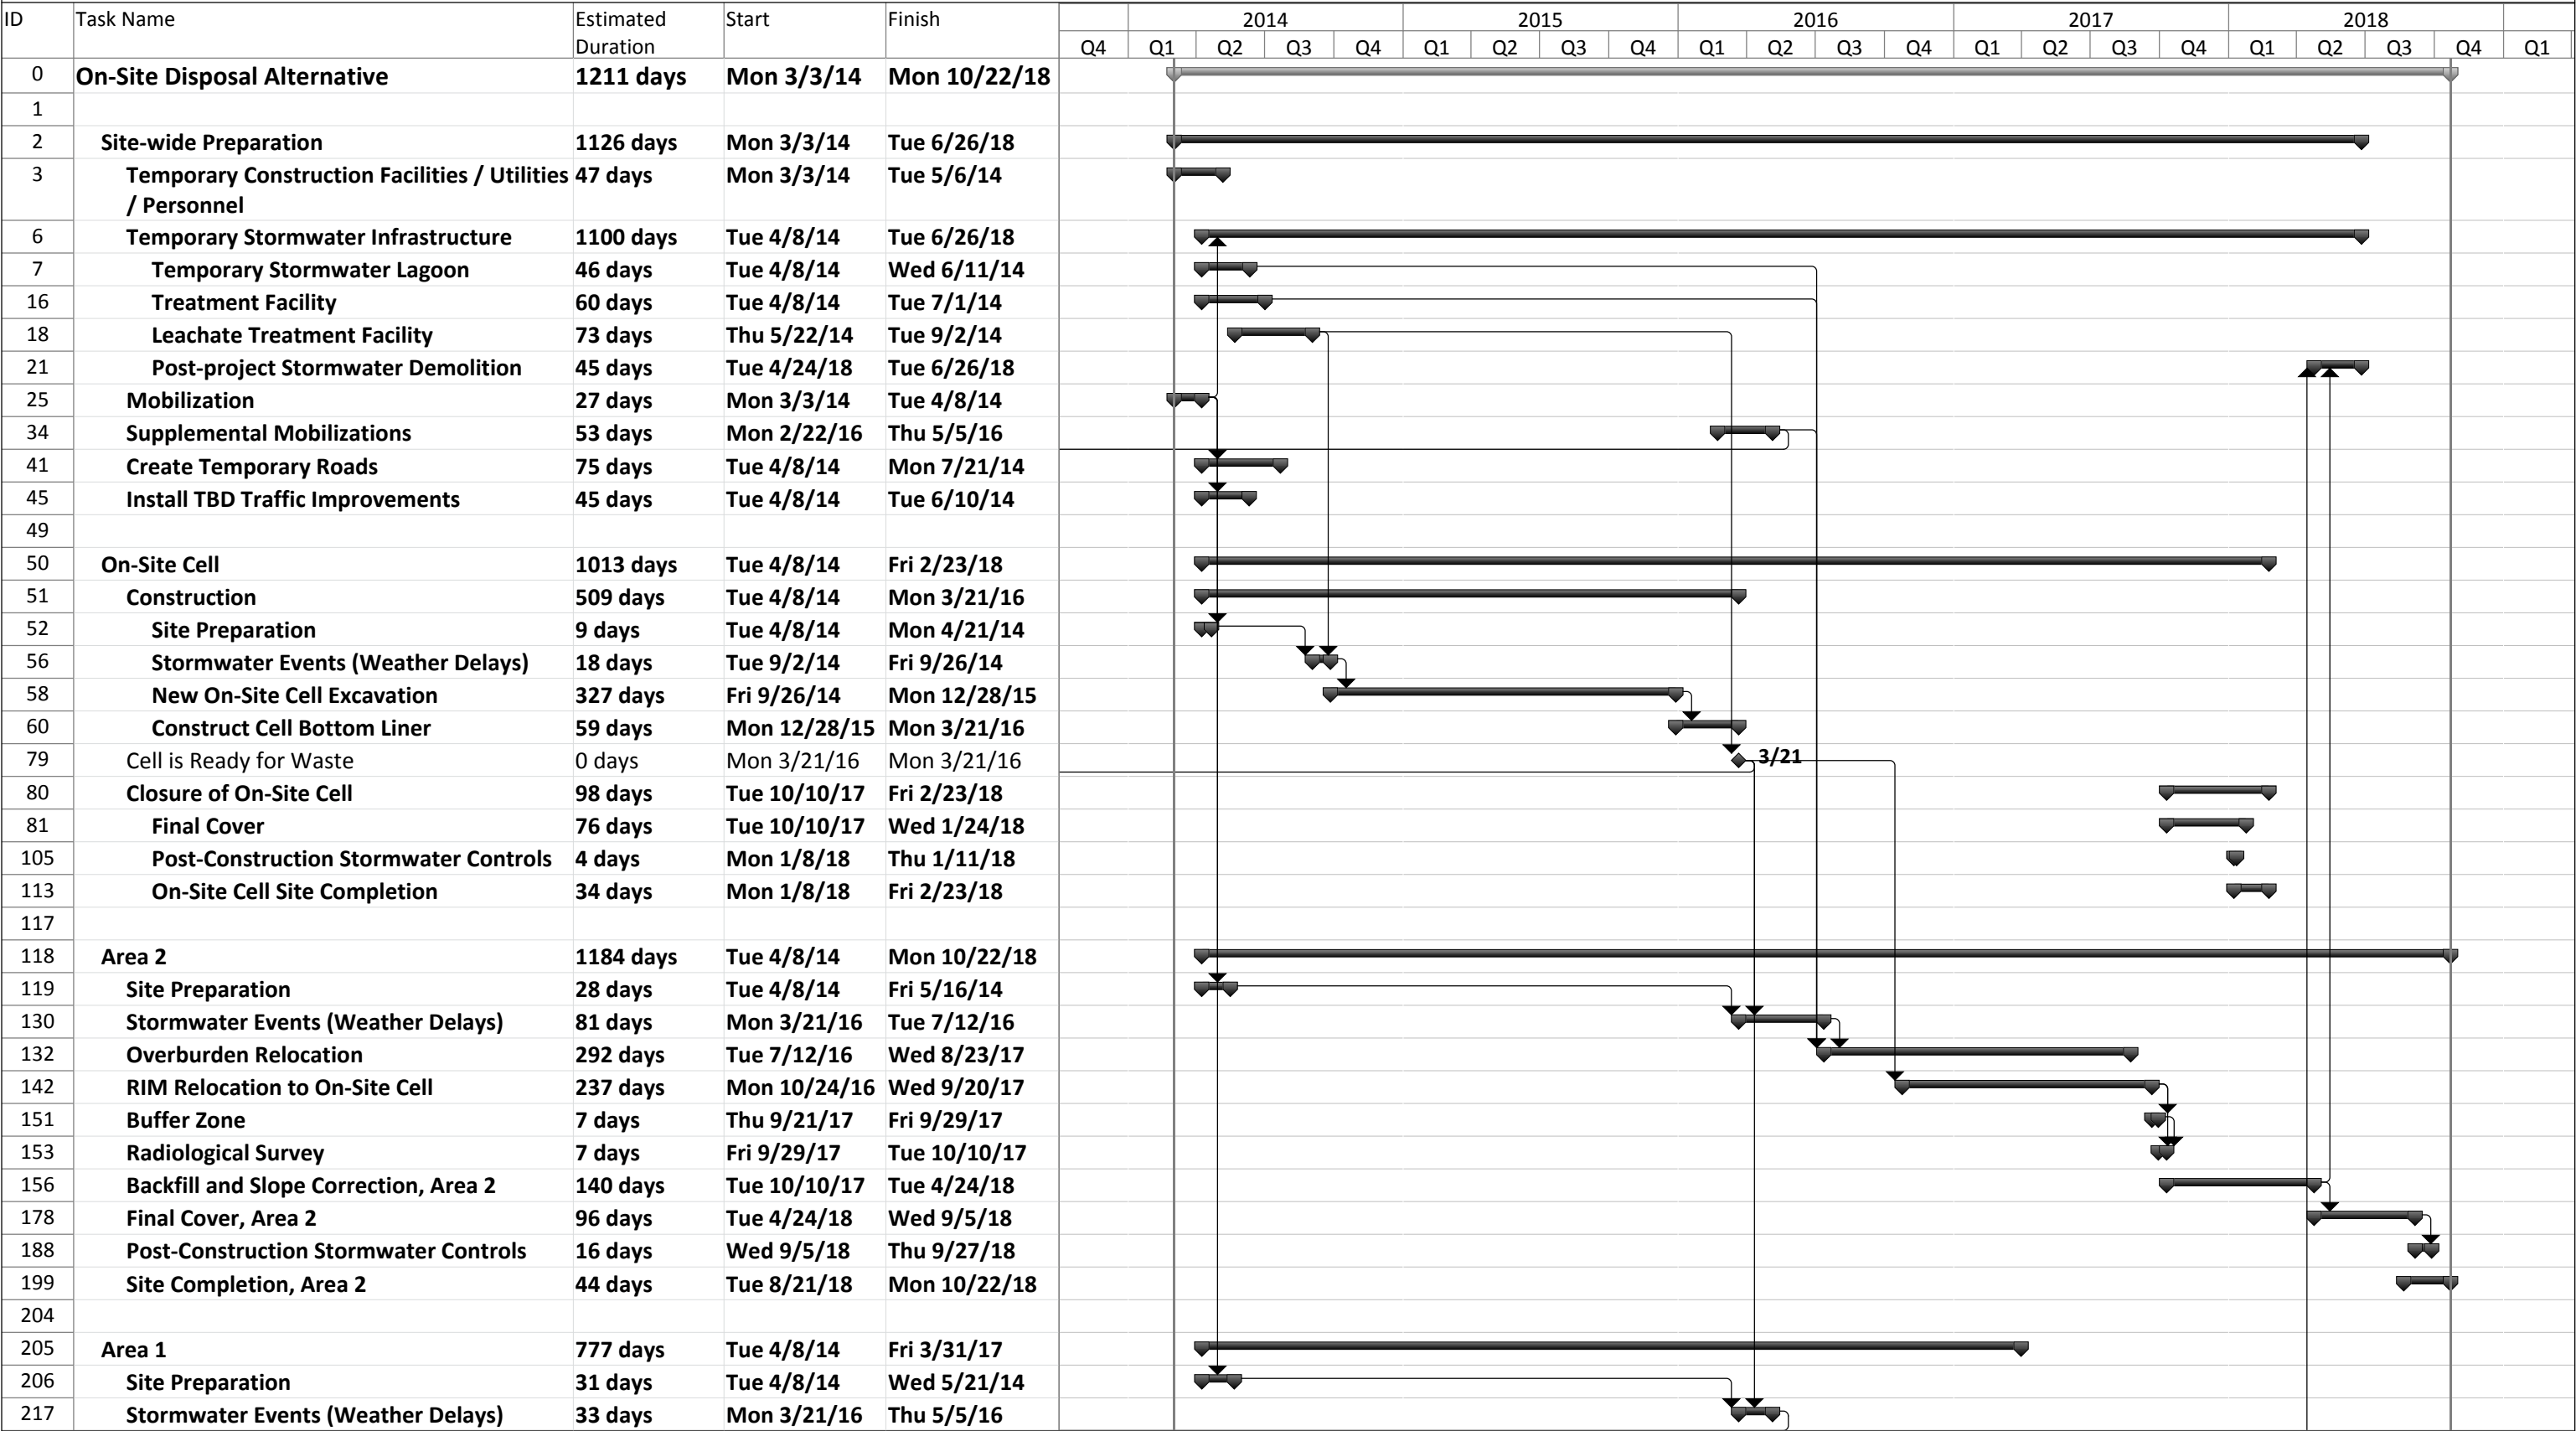 ID Task Name Estimated Duration Start Finish
2014 2015 2016 2017 2018
Q4 Q1 Q2 Q3 Q4 Q1 Q2 Q3 Q4 Q1 Q2 Q3 Q4 Q1 Q2 Q3 Q4 Q1 Q2 Q3 Q4 Q1
0 On-Site Disposal Alternative 1211 days Mon 3/3/14 Mon 10/22/18
1
2 Site-wide Preparation 1126 days Mon 3/3/14 Tue 6/26/18
3 Temporary Construction Facilities / Utilities 47 days Mon 3/3/14 Tue 5/6/14
/ Personnel
6 Temporary Stormwater Infrastructure 1100 days Tue 4/8/14 Tue 6/26/18
7 Temporary Stormwater Lagoon 46 days Tue 4/8/14 Wed 6/11/14
16 Treatment Facility 60 days Tue 4/8/14 Tue 7/1/14
18 Leachate Treatment Facility 73 days Thu 5/22/14 Tue 9/2/14
21 Post-project Stormwater Demolition 45 days Tue 4/24/18 Tue 6/26/18
25 Mobilization 27 days Mon 3/3/14 Tue 4/8/14
34 Supplemental Mobilizations 53 days Mon 2/22/16 Thu 5/5/16
41 Create Temporary Roads 75 days Tue 4/8/14 Mon 7/21/14
45 Install TBD Traffic Improvements 45 days Tue 4/8/14 Tue 6/10/14
49
50 On-Site Cell 1013 days Tue 4/8/14 Fri 2/23/18
51 Construction 509 days Tue 4/8/14 Mon 3/21/16
52 Site Preparation 9 days Tue 4/8/14 Mon 4/21/14
56 Stormwater Events (Weather Delays) 18 days Tue 9/2/14 Fri 9/26/14
58 New On-Site Cell Excavation 327 days Fri 9/26/14 Mon 12/28/15
60 Construct Cell Bottom Liner 59 days Mon 12/28/15 Mon 3/21/16
79 Cell is Ready for Waste 0 days Mon 3/21/16 Mon 3/21/16 3/21
80 Closure of On-Site Cell 98 days Tue 10/10/17 Fri 2/23/18
81 Final Cover 76 days Tue 10/10/17 Wed 1/24/18
105 Post-Construction Stormwater Controls 4 days Mon 1/8/18 Thu 1/11/18
113 On-Site Cell Site Completion 34 days Mon 1/8/18 Fri 2/23/18
117
118 Area 2 1184 days Tue 4/8/14 Mon 10/22/18
119 Site Preparation 28 days Tue 4/8/14 Fri 5/16/14
130 Stormwater Events (Weather Delays) 81 days Mon 3/21/16 Tue 7/12/16
132 Overburden Relocation 292 days Tue 7/12/16 Wed 8/23/17
142 RIM Relocation to On-Site Cell 237 days Mon 10/24/16 Wed 9/20/17
151 Buffer Zone 7 days Thu 9/21/17 Fri 9/29/17
153 Radiological Survey 7 days Fri 9/29/17 Tue 10/10/17
156 Backfill and Slope Correction, Area 2 140 days Tue 10/10/17 Tue 4/24/18
178 Final Cover, Area 2 96 days Tue 4/24/18 Wed 9/5/18
188 Post-Construction Stormwater Controls 16 days Wed 9/5/18 Thu 9/27/18
199 Site Completion, Area 2 44 days Tue 8/21/18 Mon 10/22/18
204
205 Area 1 777 days Tue 4/8/14 Fri 3/31/17
206 Site Preparation 31 days Tue 4/8/14 Wed 5/21/14
217 Stormwater Events (Weather Delays) 33 days Mon 3/21/16 Thu 5/5/16